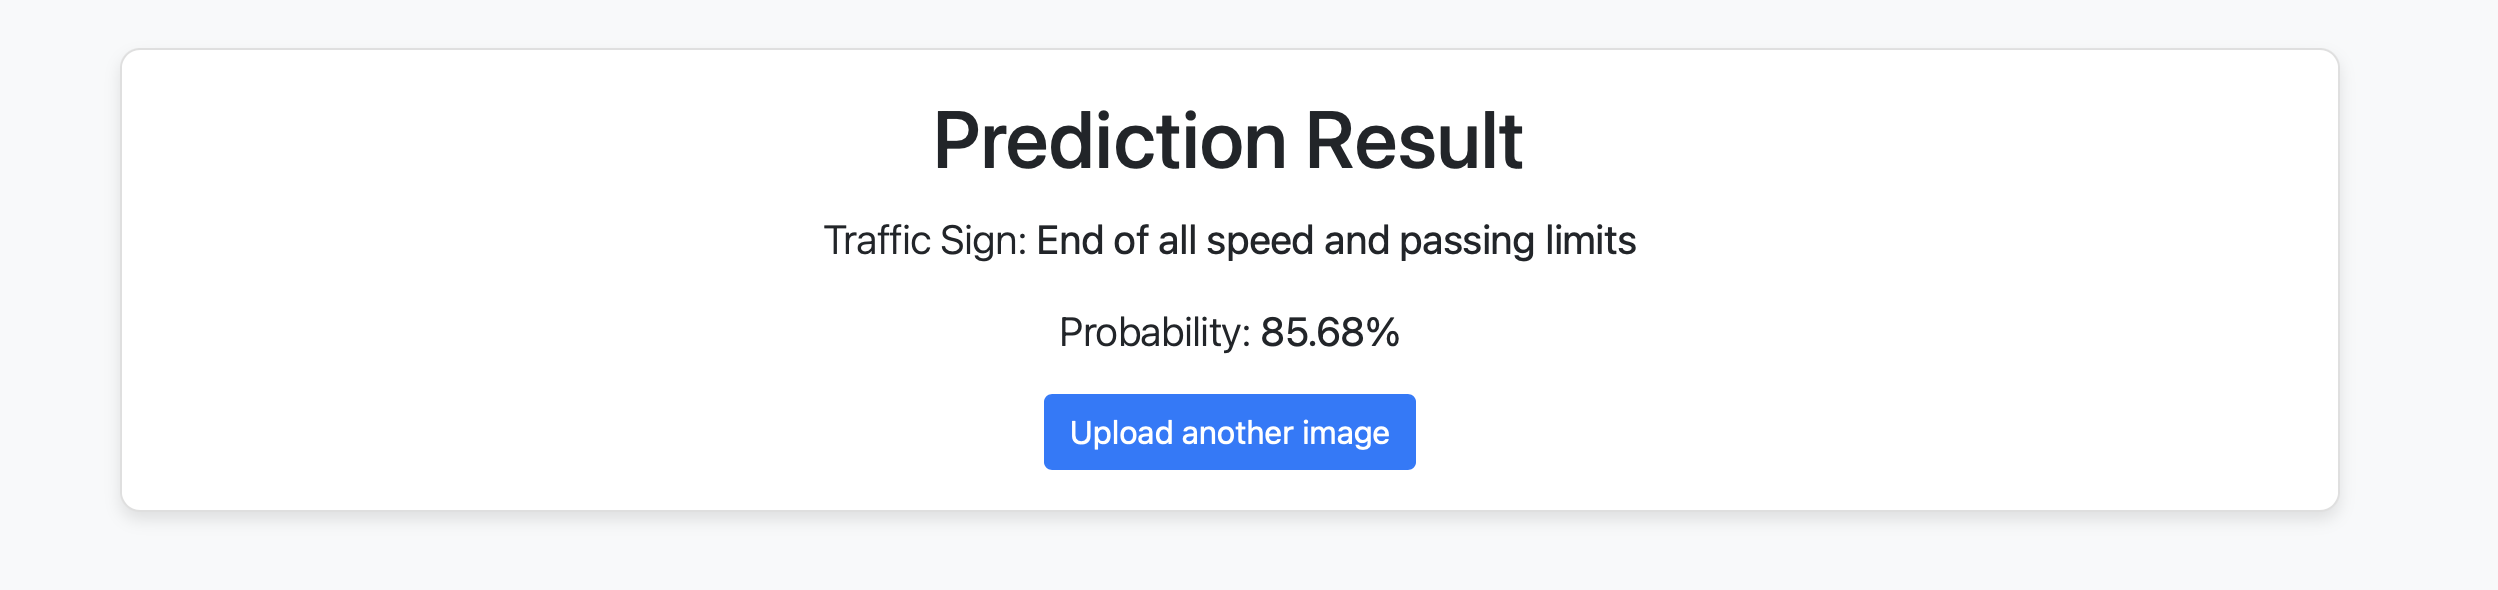 Prediction Result
Traffic Sign: End of all speed and passing limits
Probability: 85.68%
Upload another image